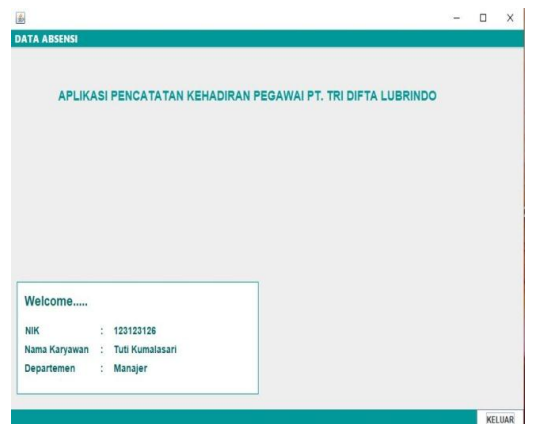 DATA ABSENSI
APLIKASI PENCATATAN KEHADIRAN PEGAWAI PT. TRI DIFTA LUBRINDO
Welcome.....
NIK : 123123126
Nama Karyawan : Tuti Kumalasari
Departemen : Manajer
KELUAR